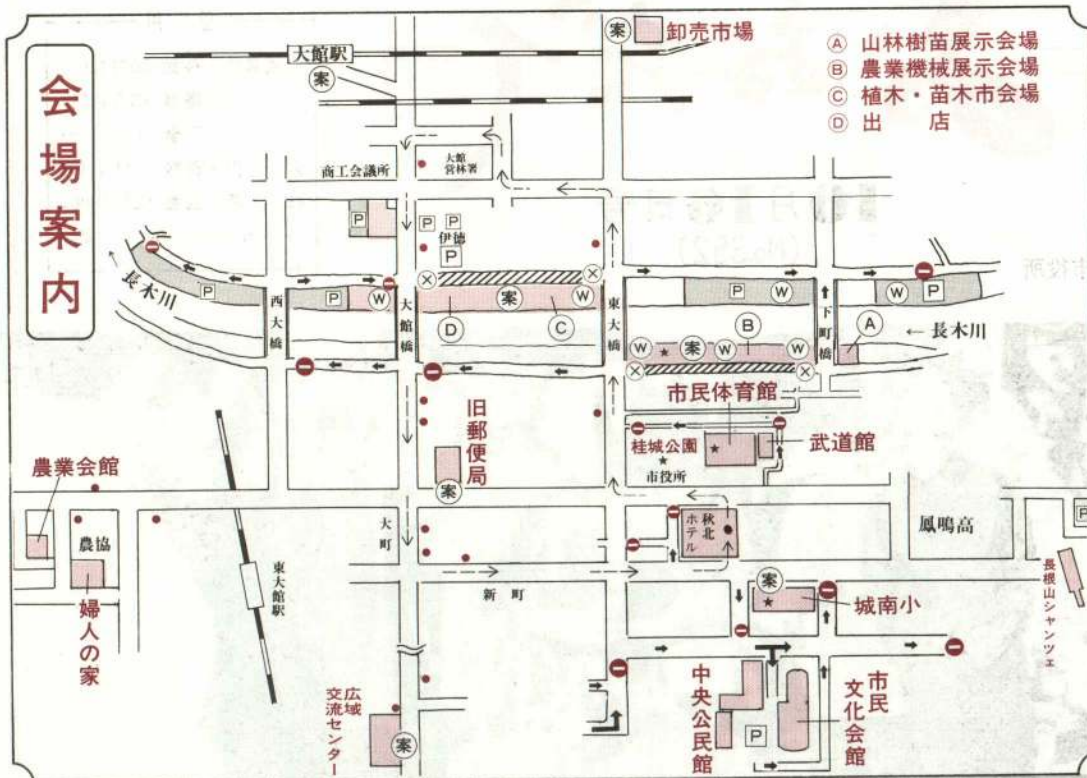 会場案内
Ⓐ 山林樹苗展示会場
Ⓑ 農業機械展示会場
Ⓒ 植木・苗木市会場
Ⓓ 出店
案
卸売市場
大館駅
案
商工会議所
大館
営林署
P
P
P
伊徳
P
長木川
P
西大橋
P
W
大館橋
案
W
D
C
東大橋
P
W
B
下町橋
W
P
A
長木川
W
案
W
W
市民体育館
桂城公園
武道館
市役所
旧郵便局
案
農業会館
農協
婦人の家
東大館駅
大町
新町
秋北
ホテル
鳳鳴高
P
長根山シャンツェ
案
城南小
中央公民館
P
市民
文化会館
広域
交流センター
案